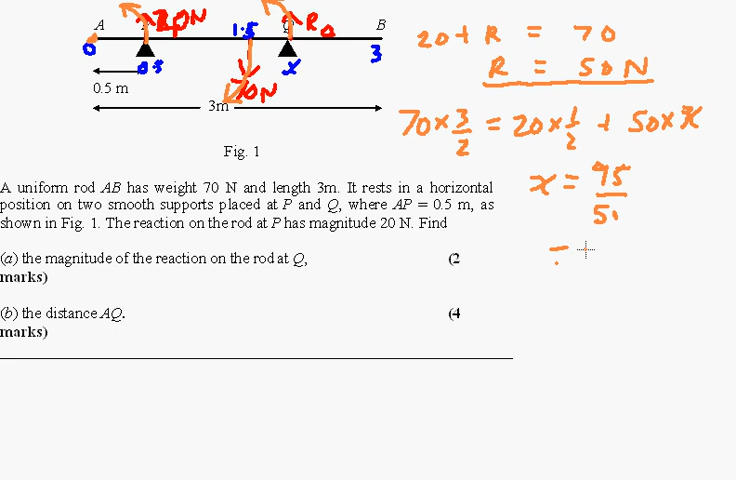 A 20N 1.5 Q R B
0 0.5 70N x 3
0.5 m
3m
Fig. 1
20 + R = 70
R = 50 N
70 × 3/2 = 20 × 1/2 + 50 × x
x = 95/50
=
A uniform rod AB has weight 70 N and length 3m. It rests in a horizontal
position on two smooth supports placed at P and Q, where AP = 0.5 m, as
shown in Fig. 1. The reaction on the rod at P has magnitude 20 N. Find
(a) the magnitude of the reaction on the rod at Q,
(2
marks)
(b) the distance AQ.
(4
marks)